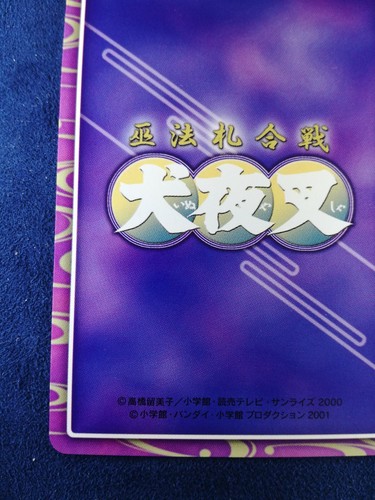 巫法札合戦
犬夜叉
いぬ や しゃ
©高橋留美子／小学館・読売テレビ・サンライズ 2000
©小学館・バンダイ・小学館プロダクション 2001